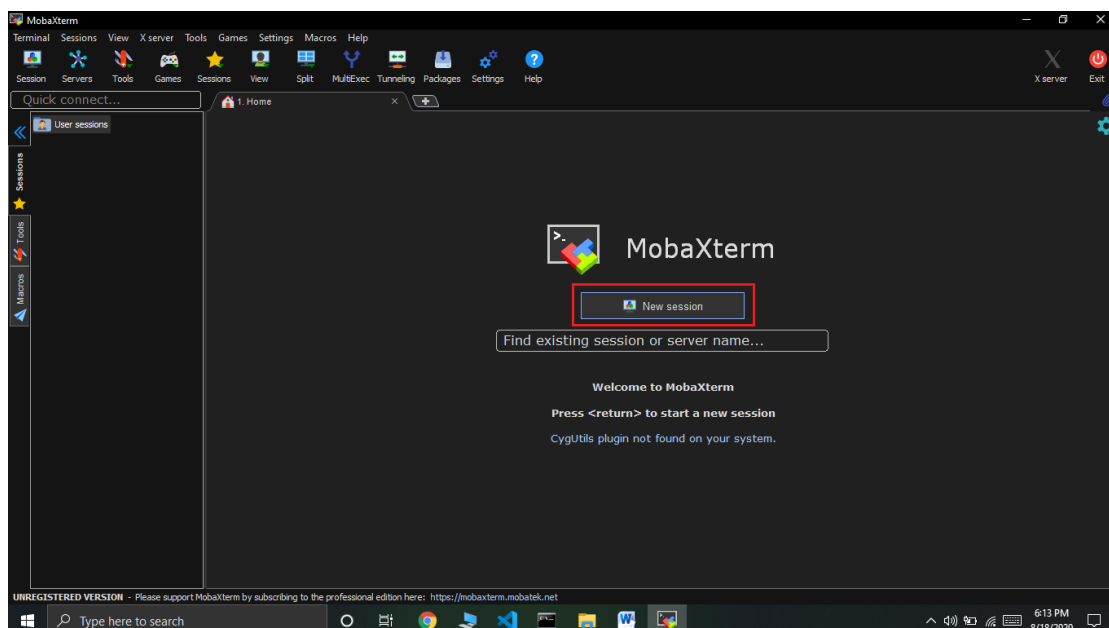 MobaXterm
Terminal Sessions View X server Tools Games Settings Macros Help
Session Servers Tools Games Sessions View Split MultiExec Tunneling Packages Settings Help X server Exit
Quick connect...
1. Home
User sessions
Sessions
Tools
Macros
MobaXterm
New session
Find existing session or server name...
Welcome to MobaXterm
Press <return> to start a new session
CygUtils plugin not found on your system.
UNREGISTERED VERSION - Please support MobaXterm by subscribing to the professional edition here: https://mobaxterm.mobatek.net
Type here to search
6:13 PM
8/18/2020